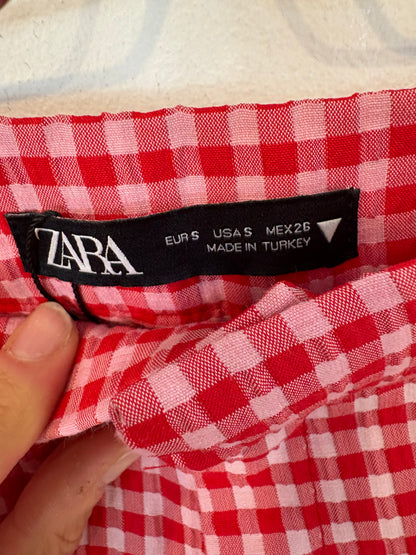 ZARA
EUR S USA S MEX 26
MADE IN TURKEY